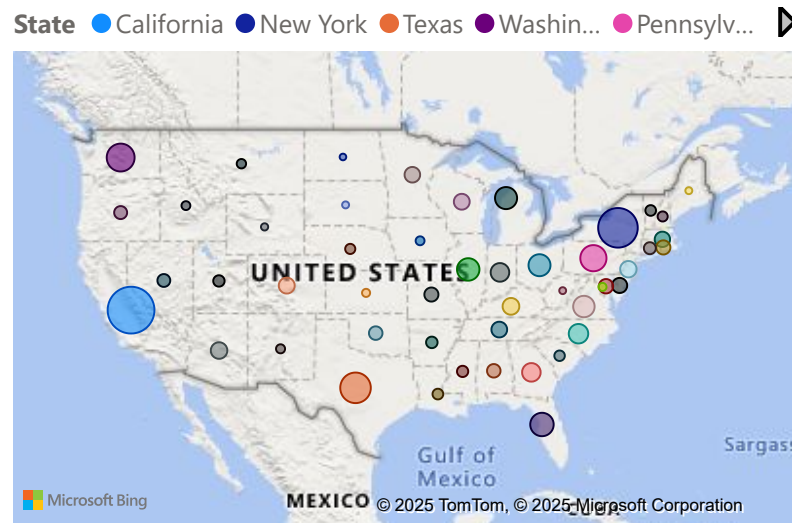 State California New York Texas Washin... Pennsylv...
UNITED STATES
Gulf of
Mexico
Sargass
Microsoft Bing
MEXICO
© 2025 TomTom, © 2025 Microsoft Corporation
CUBA